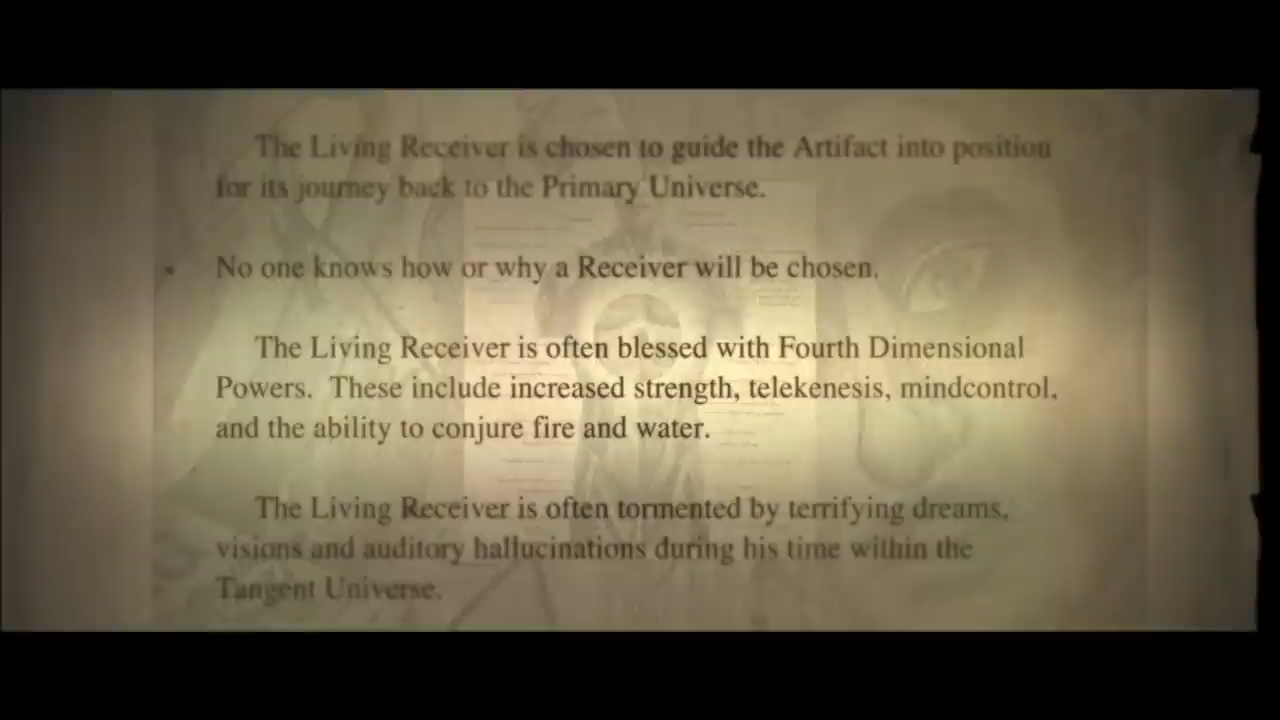 The Living Receiver is chosen to guide the Artifact into position
for its journey back to the Primary Universe.
No one knows how or why a Receiver will be chosen.
The Living Receiver is often blessed with Fourth Dimensional
Powers. These include increased strength, telekenesis, mindcontrol,
and the ability to conjure fire and water.
The Living Receiver is often tormented by terrifying dreams,
visions and auditory hallucinations during his time within the
Tangent Universe.